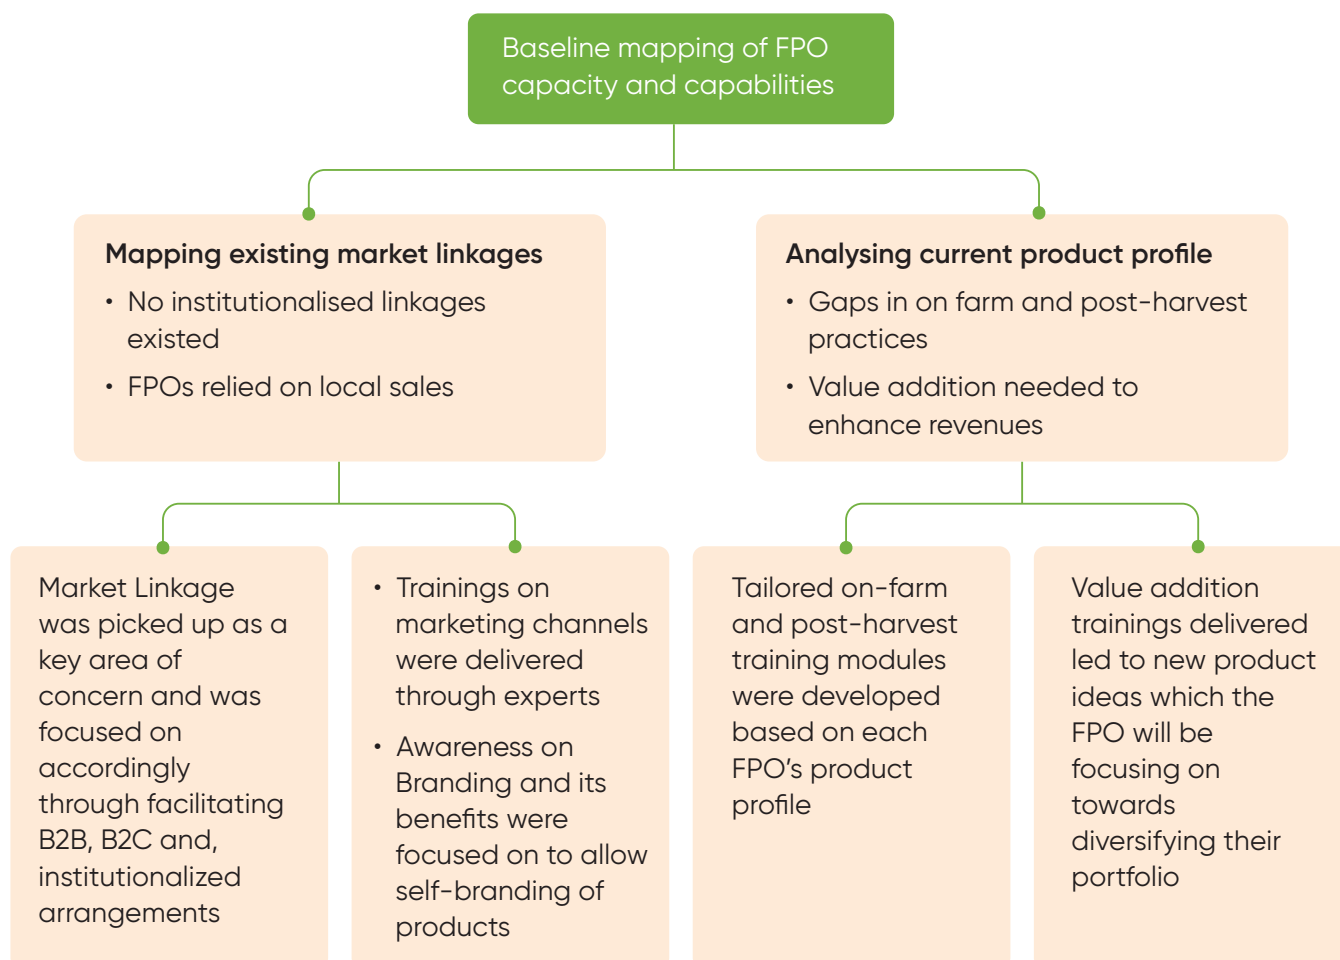 Baseline mapping of FPO
capacity and capabilities
Mapping existing market linkages
• No institutionalised linkages
existed
• FPOs relied on local sales
Analysing current product profile
• Gaps in on farm and post-harvest
practices
• Value addition needed to
enhance revenues
Market Linkage
was picked up as a
key area of
concern and was
focused on
accordingly
through facilitating
B2B, B2C and,
institutionalized
arrangements
• Trainings on
marketing channels
were delivered
through experts
• Awareness on
Branding and its
benefits were
focused on to allow
self-branding of
products
Tailored on-farm
and post-harvest
training modules
were developed
based on each
FPO's product
profile
Value addition
trainings delivered
led to new product
ideas which the
FPO will be
focusing on
towards
diversifying their
portfolio